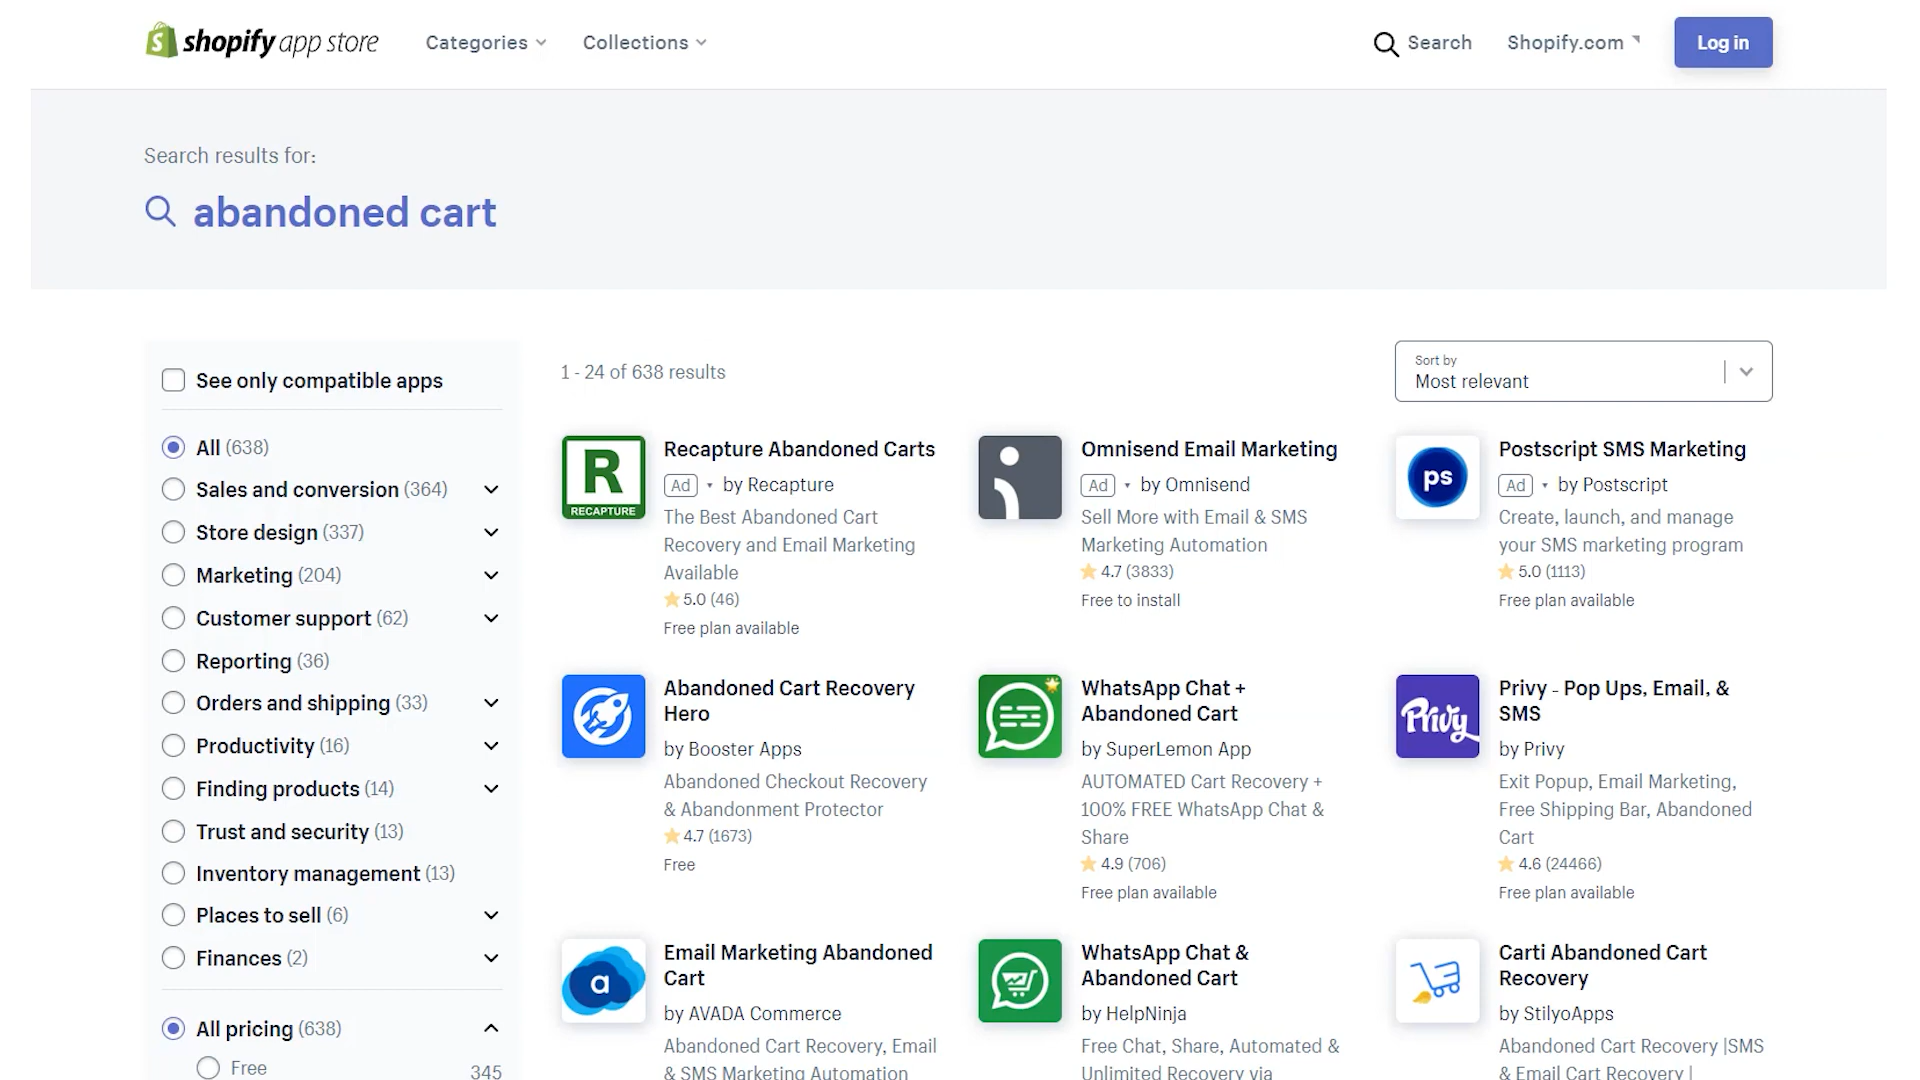 shopify app store
Categories
Collections
Search
Shopify.com
Log in
Search results for:
abandoned cart
See only compatible apps
All (638)
Sales and conversion (364)
Store design (337)
Marketing (204)
Customer support (62)
Reporting (36)
Orders and shipping (33)
Productivity (16)
Finding products (14)
Trust and security (13)
Inventory management (13)
Places to sell (6)
Finances (2)
All pricing (638)
Free 345
1 - 24 of 638 results
Sort by
Most relevant
R
RECAPTURE
Recapture Abandoned Carts
Ad • by Recapture
The Best Abandoned Cart
Recovery and Email Marketing
Available
5.0 (46)
Free plan available
Omnisend Email Marketing
Ad • by Omnisend
Sell More with Email & SMS
Marketing Automation
4.7 (3833)
Free to install
ps
Postscript SMS Marketing
Ad • by Postscript
Create, launch, and manage
your SMS marketing program
5.0 (1113)
Free plan available
Abandoned Cart Recovery
Hero
by Booster Apps
Abandoned Checkout Recovery
& Abandonment Protector
4.7 (1673)
Free
WhatsApp Chat +
Abandoned Cart
by SuperLemon App
AUTOMATED Cart Recovery +
100% FREE WhatsApp Chat &
Share
4.9 (706)
Free plan available
Privy
Privy - Pop Ups, Email, &
SMS
by Privy
Exit Popup, Email Marketing,
Free Shipping Bar, Abandoned
Cart
4.6 (24466)
Free plan available
a
Email Marketing Abandoned
Cart
by AVADA Commerce
Abandoned Cart Recovery, Email
& SMS Marketing Automation
WhatsApp Chat &
Abandoned Cart
by HelpNinja
Free Chat, Share, Automated &
Unlimited Recovery via
Carti Abandoned Cart
Recovery
by StilyoApps
Abandoned Cart Recovery |SMS
& Email Cart Recovery |